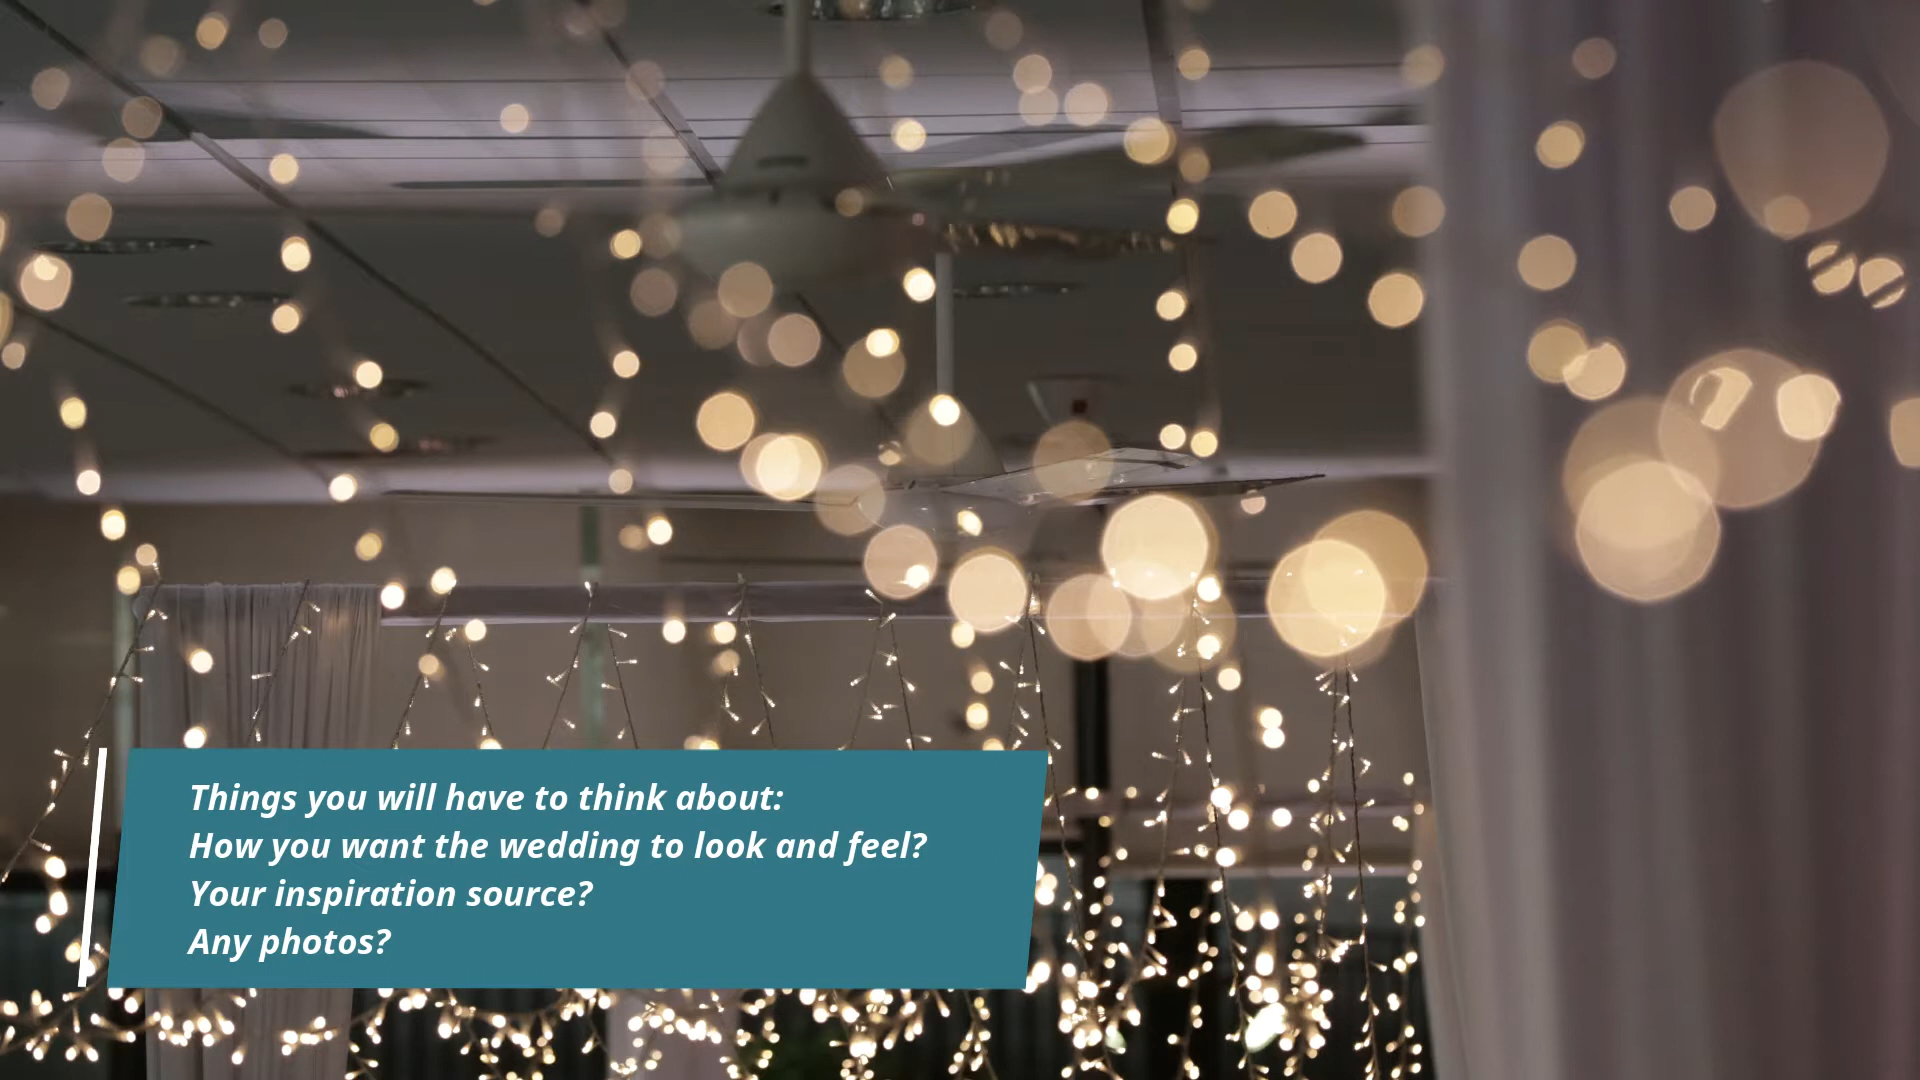 Things you will have to think about:
How you want the wedding to look and feel?
Your inspiration source?
Any photos?